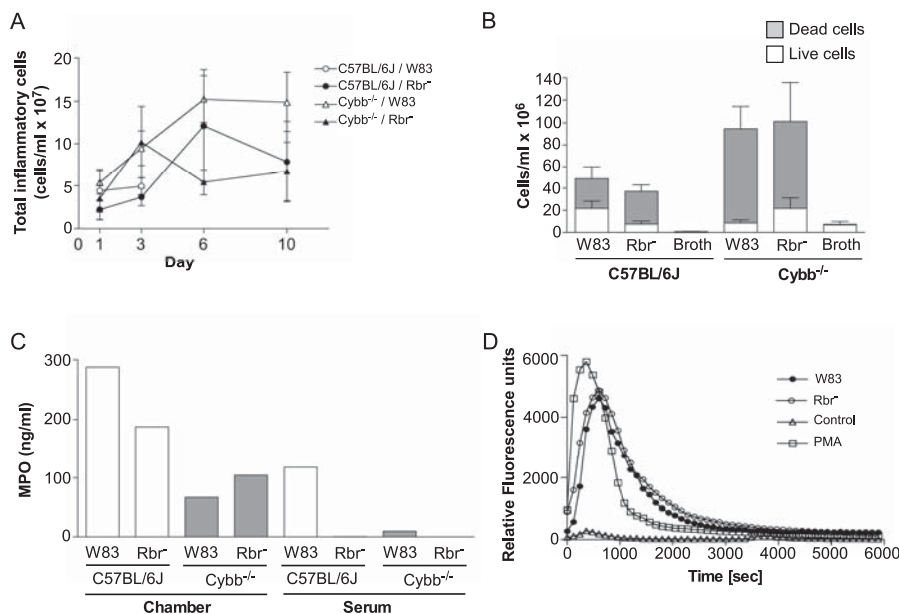 A
Total inflammatory cells
(cells/ml x 10⁷)
20
15
10
5
0
0 1 3 6 10
Day
C57BL/6J / W83
C57BL/6J / Rbr⁻
Cybb⁻/⁻ / W83
Cybb⁻/⁻ / Rbr⁻
B
Dead cells
Live cells
Cells/ml x 10⁶
140
120
100
80
60
40
20
0
W83 Rbr⁻ Broth W83 Rbr⁻ Broth
C57BL/6J Cybb⁻/⁻
C
MPO (ng/ml)
300
200
100
0
W83 Rbr⁻ W83 Rbr⁻ W83 Rbr⁻ W83 Rbr⁻
C57BL/6J Cybb⁻/⁻ C57BL/6J Cybb⁻/⁻
Chamber Serum
D
Relative Fluorescence units
6000
4000
2000
0
W83
Rbr⁻
Control
PMA
0 1000 2000 3000 4000 5000 6000
Time [sec]